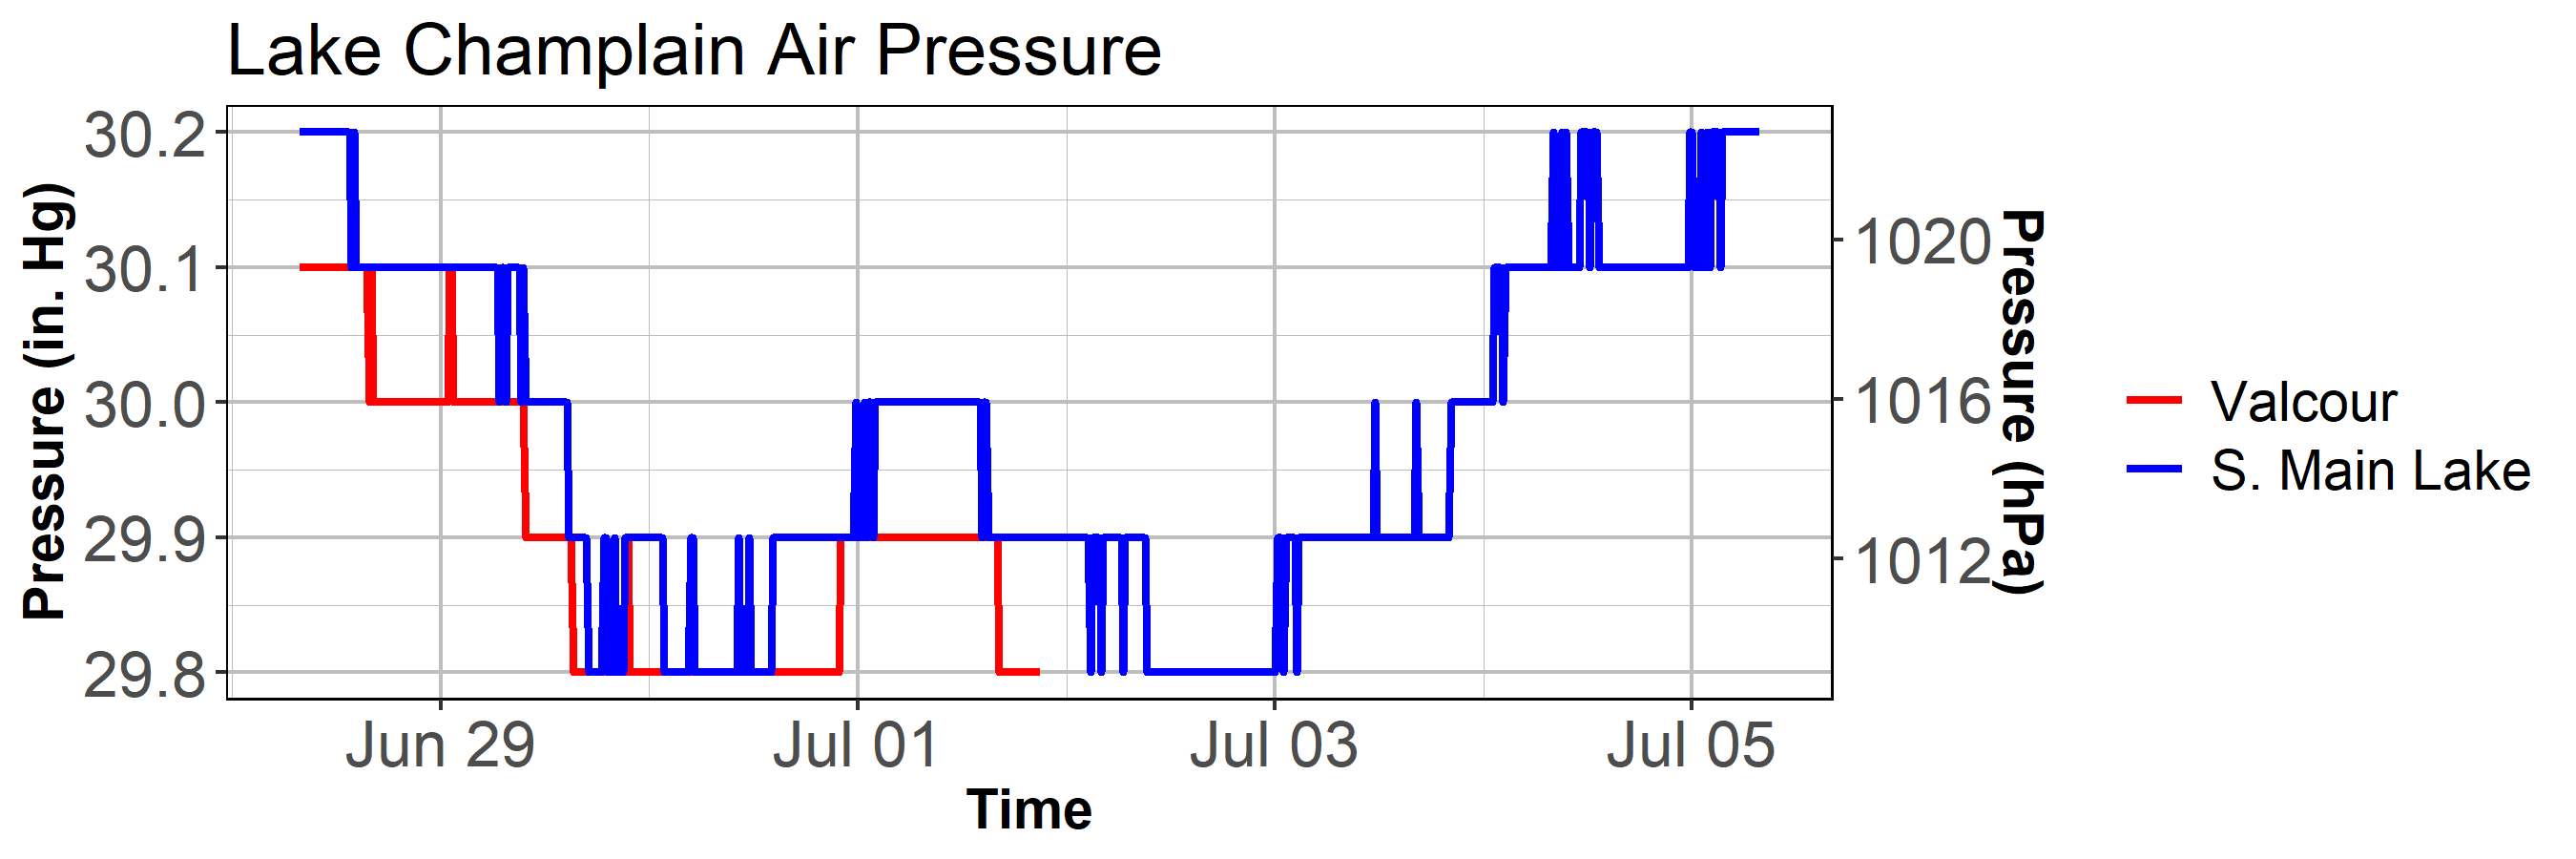 Lake Champlain Air Pressure
Pressure (in. Hg)
30.2
30.1
30.0
29.9
29.8
1020
1016
1012
Pressure (hPa)
Valcour
S. Main Lake
Jun 29
Jul 01
Jul 03
Jul 05
Time